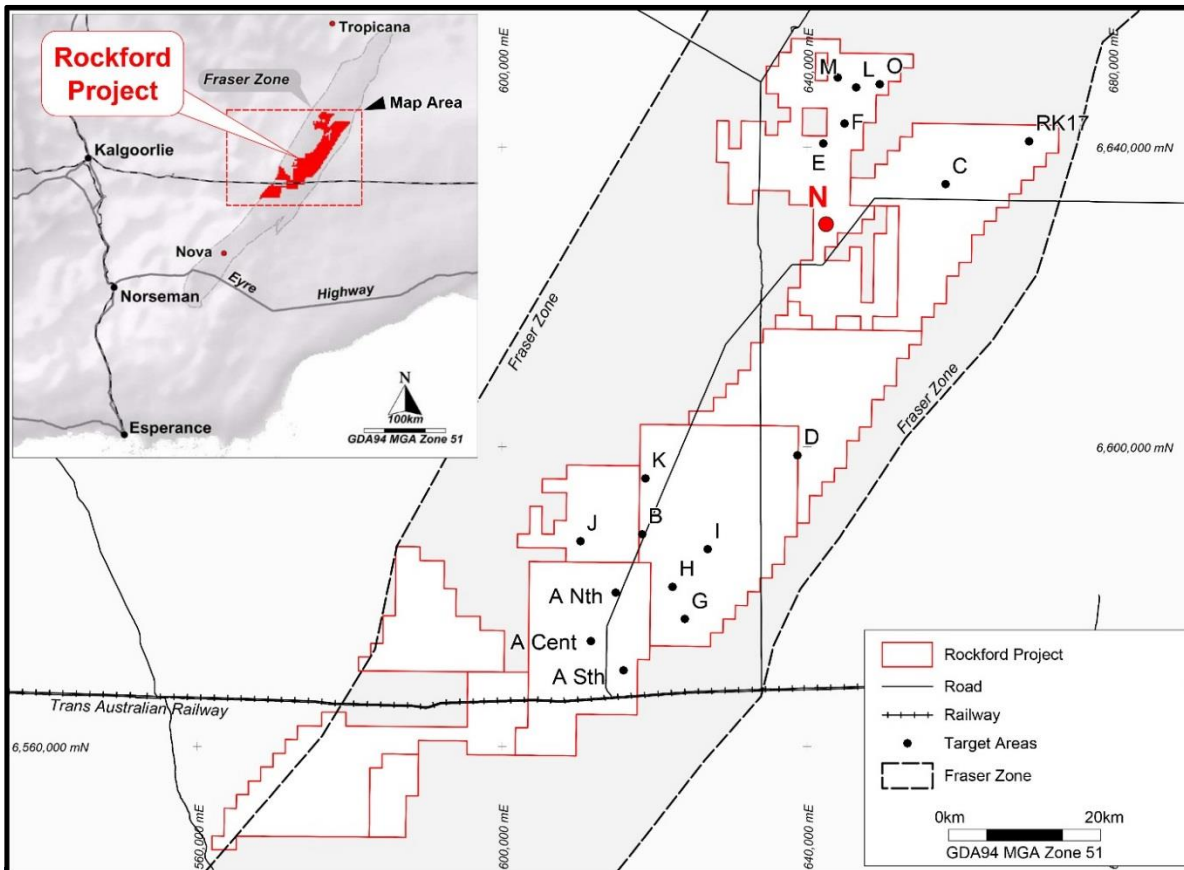 Tropicana
Rockford
Project
Fraser Zone
Map Area
Kalgoorlie
Nova
Norseman
Eyre
Highway
N
100km
GDA94 MGA Zone 51
Esperance
600,000 mE
640,000 mE
680,000 mE
M
L
O
F
RK17
6,640,000 mN
E
C
N
Fraser Zone
Fraser Zone
D
6,600,000 mN
K
B
J
I
H
A Nth
G
A Cent
A Sth
Trans Australian Railway
6,560,000 mN
560,000 mE
600,000 mE
640,000 mE
Rockford Project
Road
Railway
Target Areas
Fraser Zone
0km
20km
GDA94 MGA Zone 51